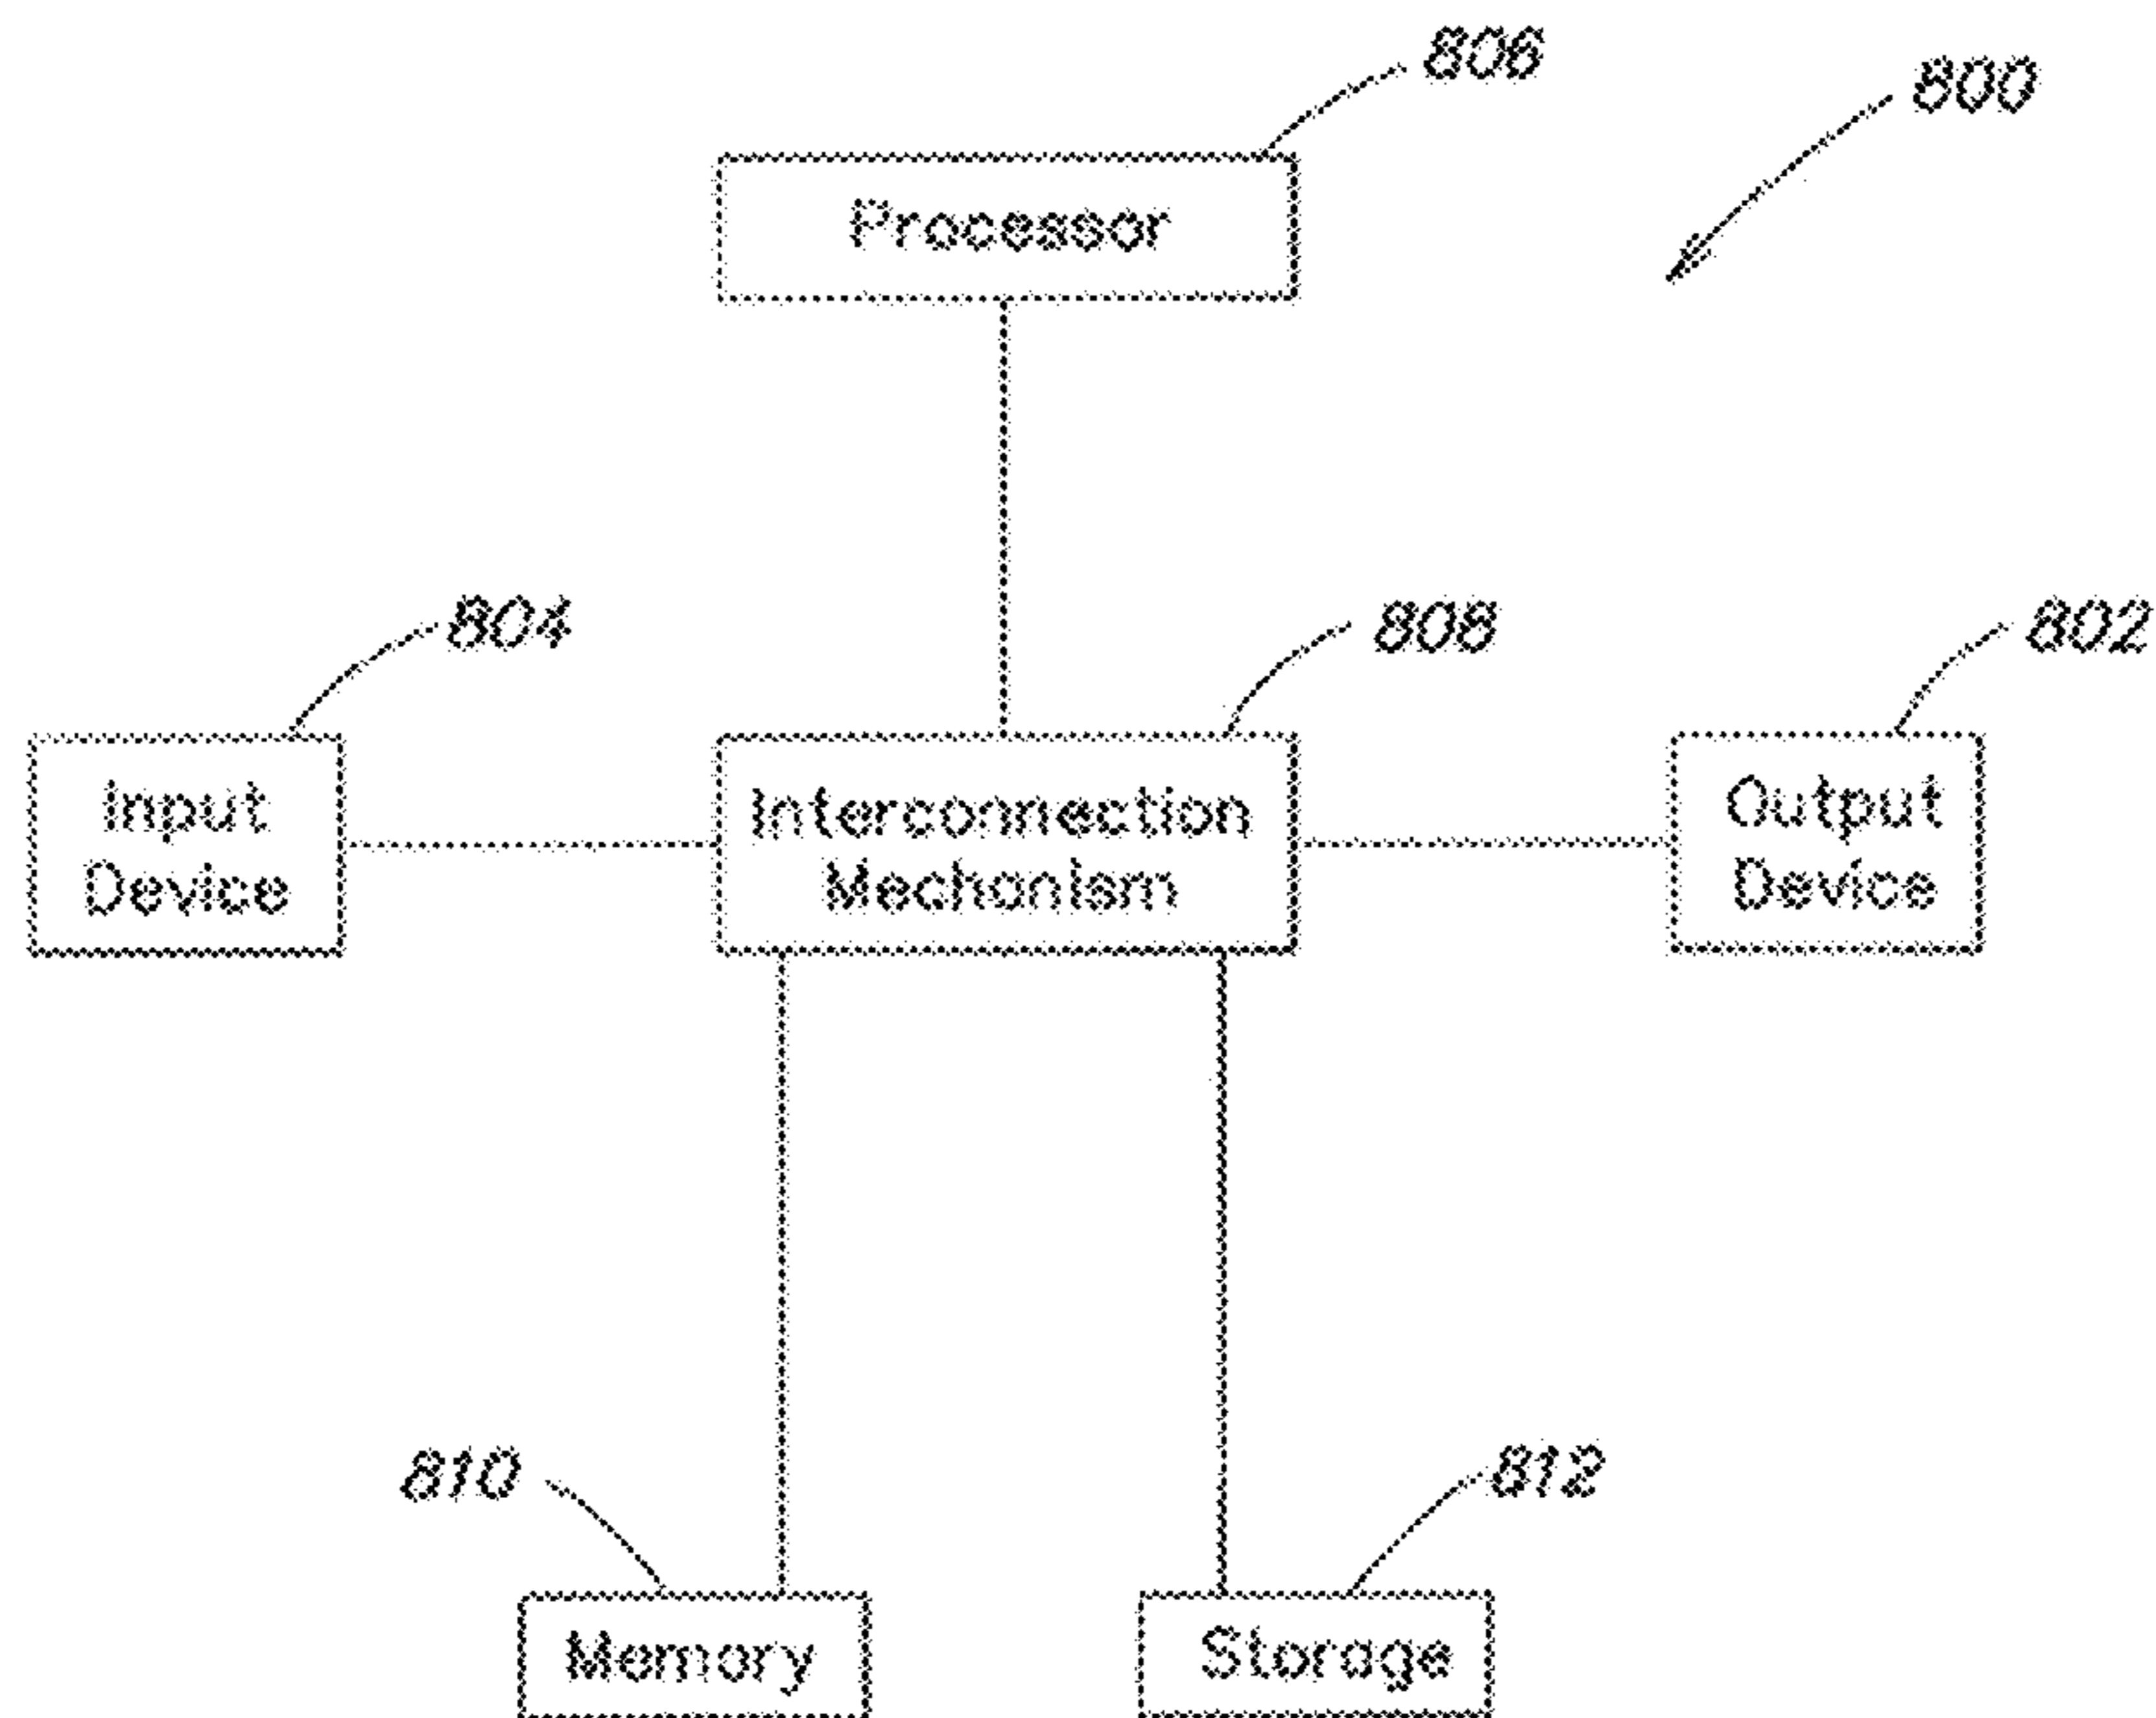 806
800
Processor
804
808
802
Input
Device
Interconnection
Mechanism
Output
Device
810
812
Memory
Storage